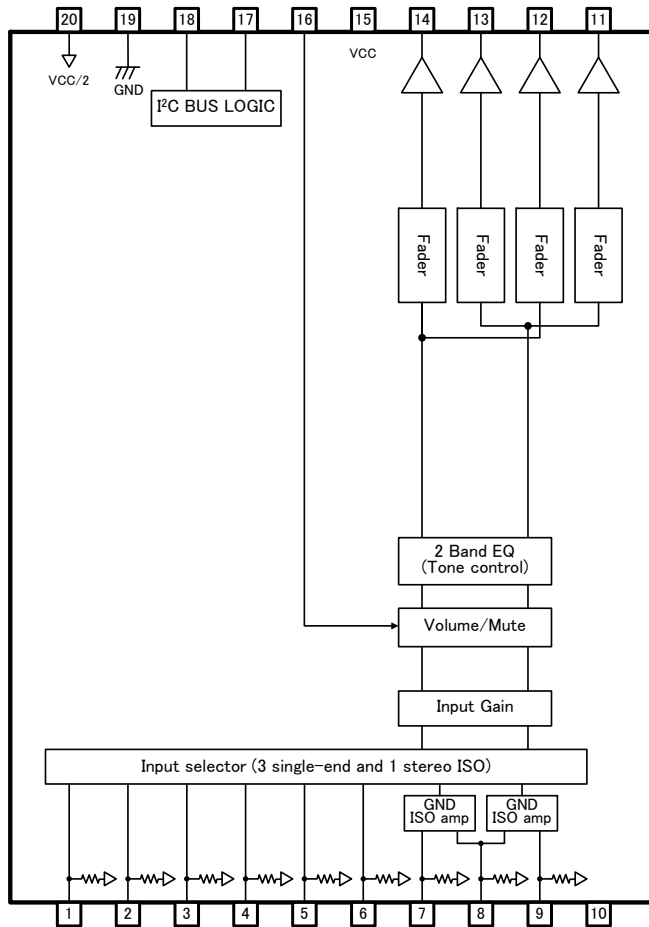 20 19 18 17 16 15 14 13 12 11
VCC/2
GND
I²C BUS LOGIC
VCC
Fader Fader Fader Fader
2 Band EQ
(Tone control)
Volume/Mute
Input Gain
Input selector (3 single-end and 1 stereo ISO)
GND
ISO amp
GND
ISO amp
1 2 3 4 5 6 7 8 9 10